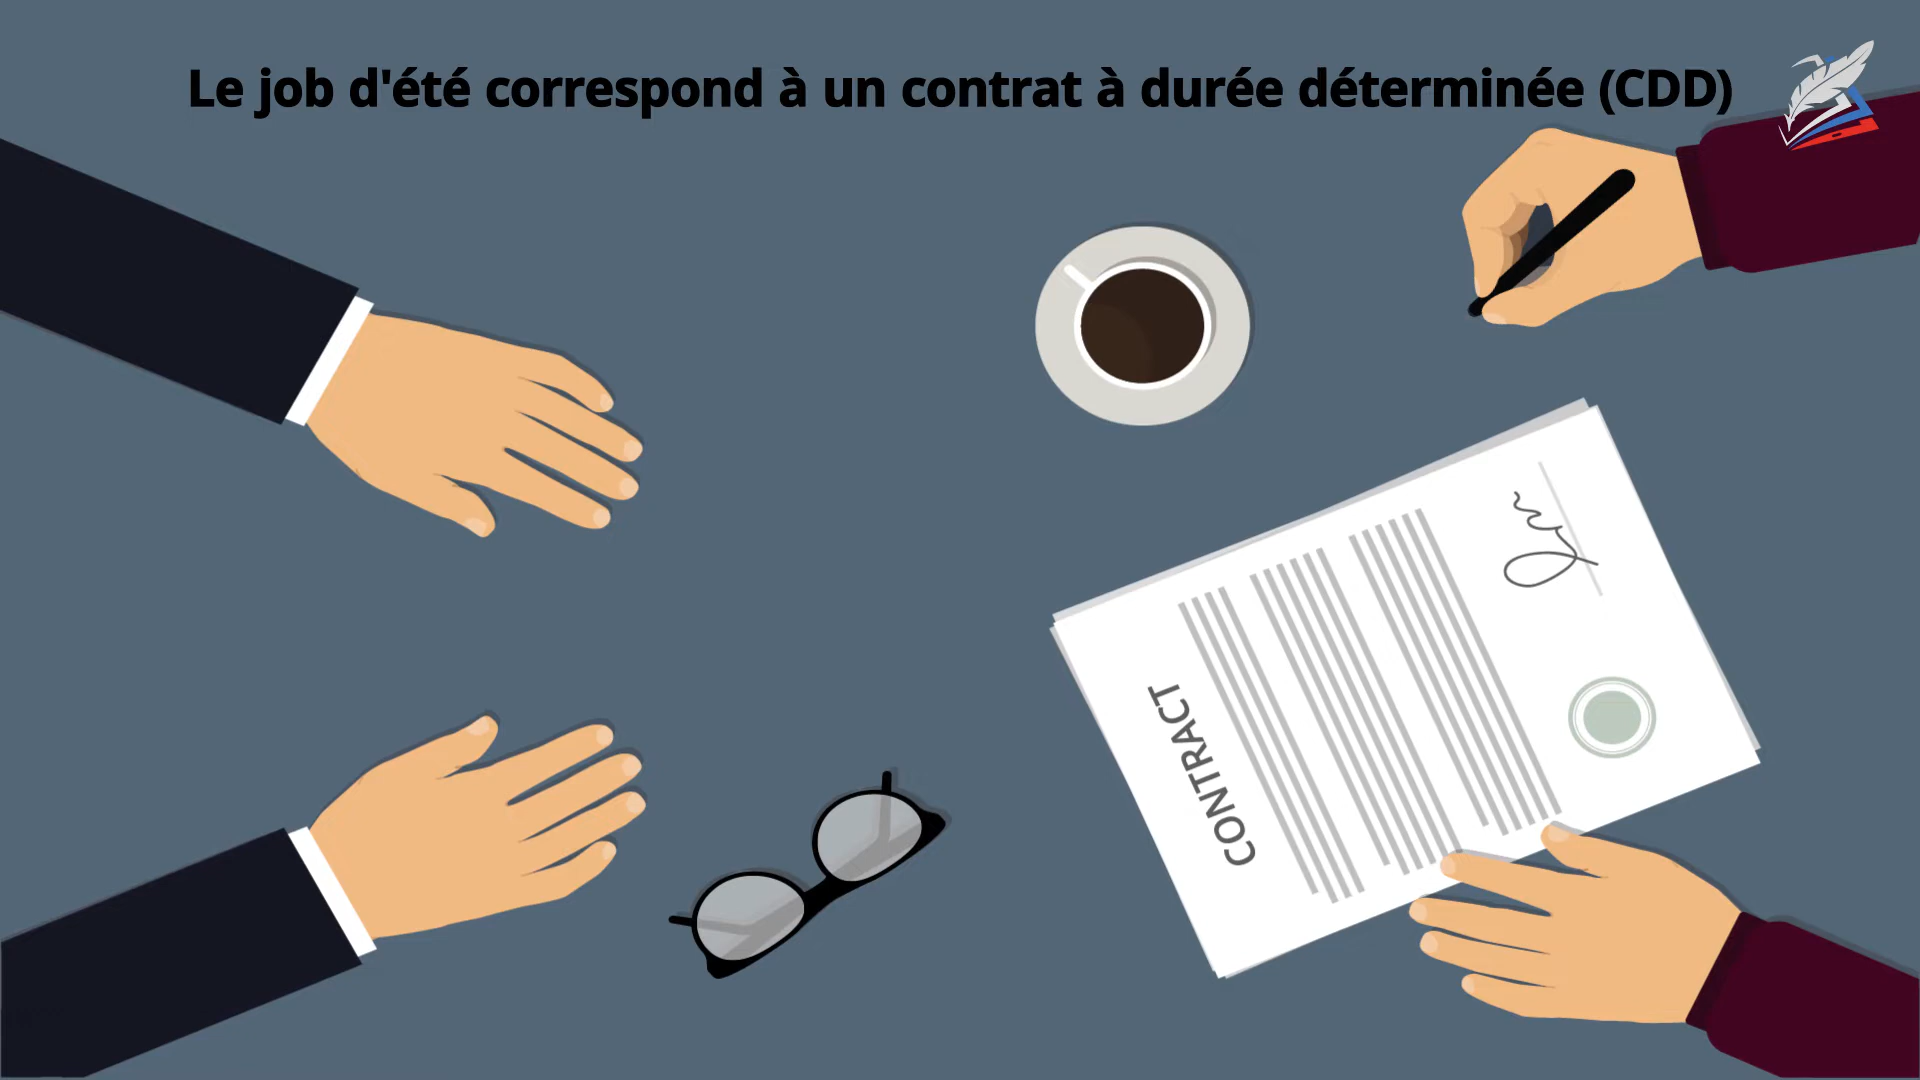 Le job d'été correspond à un contrat à durée déterminée (CDD)
CONTRACT